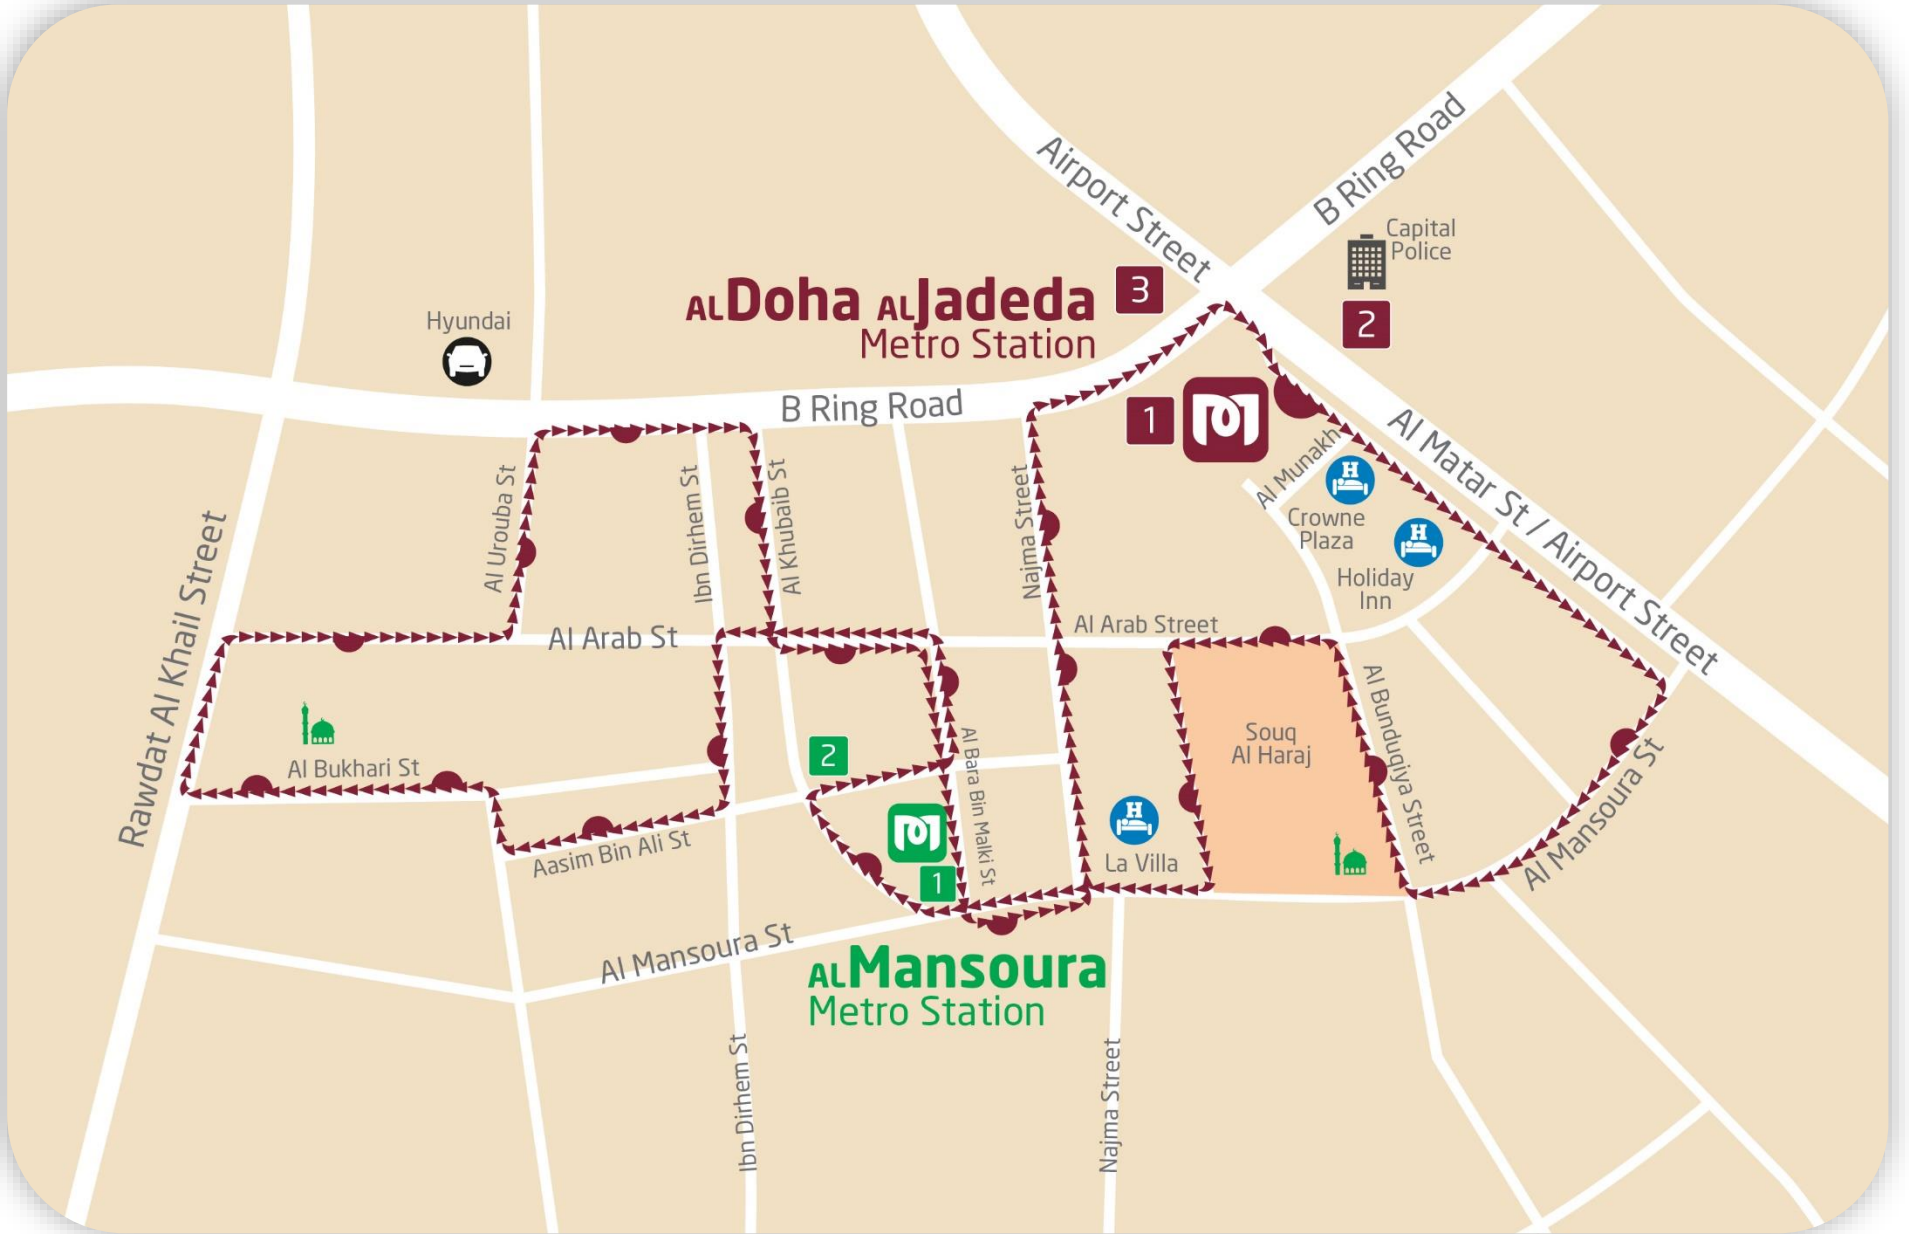 Airport Street
B Ring Road
Capital
Police
2
3
AL Doha AL Jadeda
Metro Station
Hyundai
1
B Ring Road
Al Matar St / Airport Street
Al Munakh
H
Crowne
Plaza
H
Holiday
Inn
Al Urouba St
Ibn Dirhem St
Al Khubaib St
Najma Street
Rawdat Al Khail Street
Al Arab St
Al Arab Street
Al Bunduqiya Street
Souq
Al Haraj
Al Bukhari St
2
Al Bara Bin Malki St
Al Mansoura St
H
La Villa
Aasim Bin Ali St
1
Al Mansoura St
AL Mansoura
Metro Station
Ibn Dirhem St
Najma Street